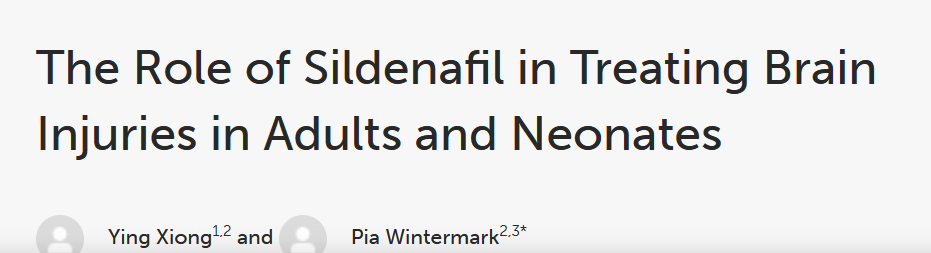 The Role of Sildenafil in Treating Brain
Injuries in Adults and Neonates
Ying Xiong1,2 and Pia Wintermark2,3*